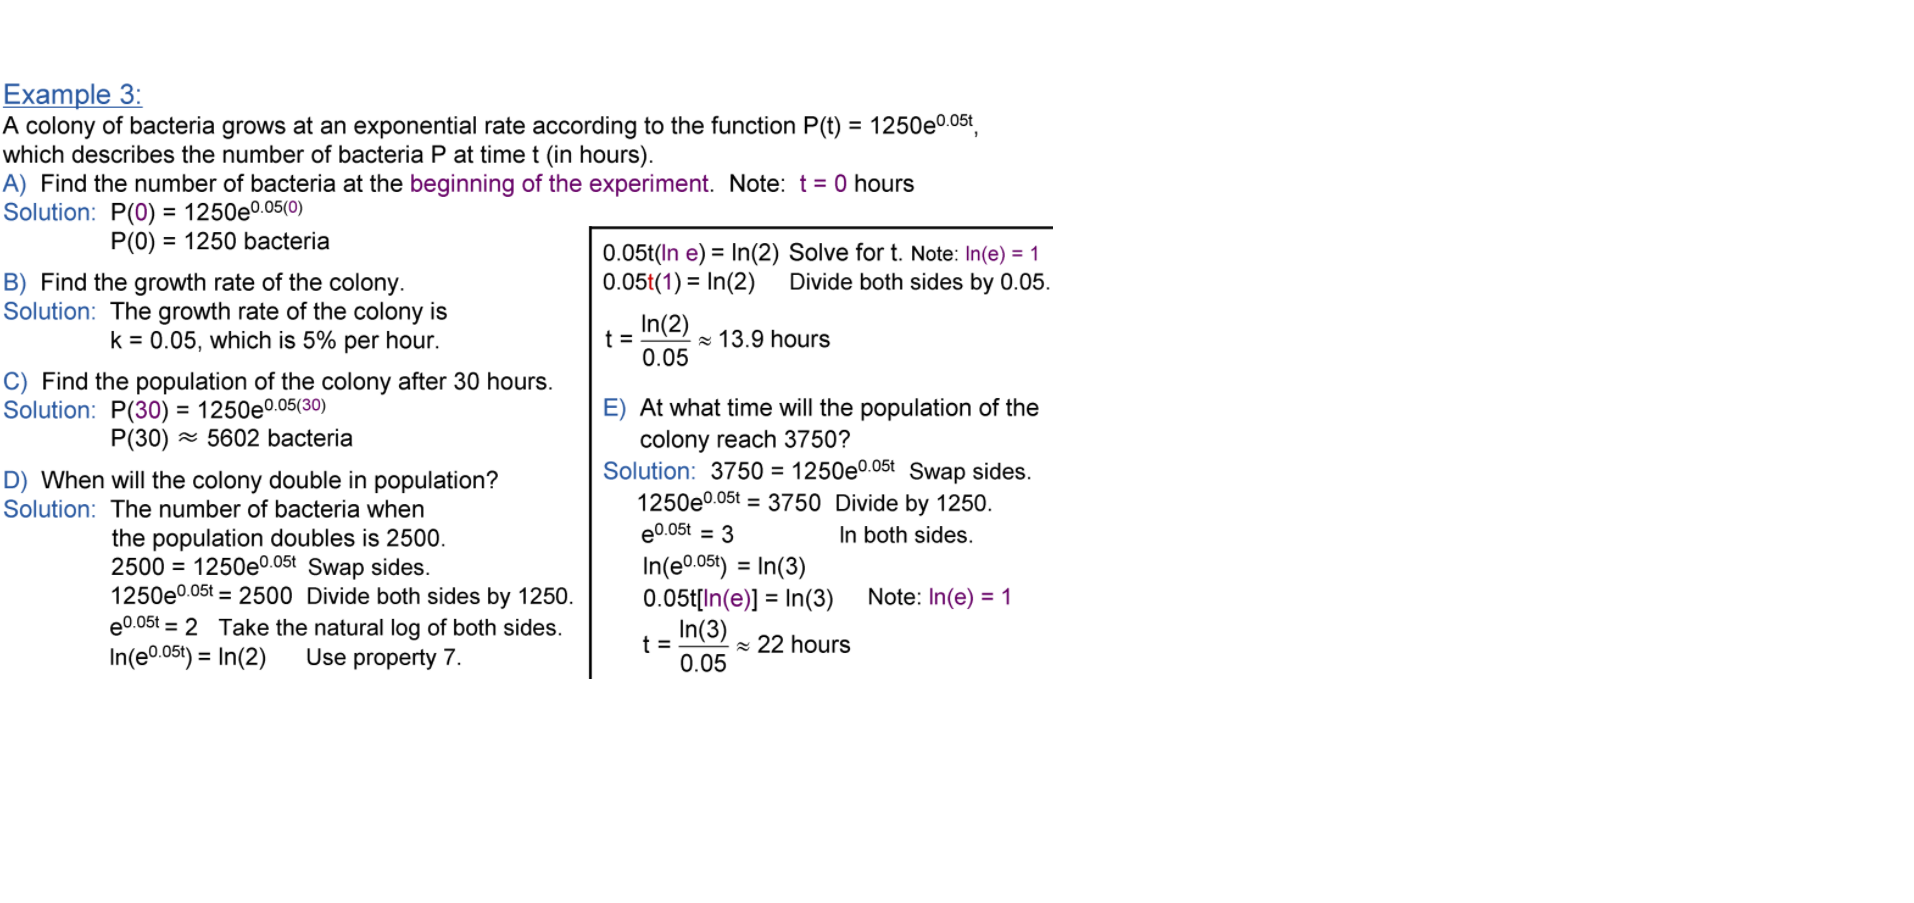 Example 3:
A colony of bacteria grows at an exponential rate according to the function P(t) = 1250e^0.05t,
which describes the number of bacteria P at time t (in hours).
A) Find the number of bacteria at the beginning of the experiment. Note: t = 0 hours
Solution: P(0) = 1250e^0.05(0)
P(0) = 1250 bacteria
B) Find the growth rate of the colony.
Solution: The growth rate of the colony is
k = 0.05, which is 5% per hour.
C) Find the population of the colony after 30 hours.
Solution: P(30) = 1250e^0.05(30)
P(30) ≈ 5602 bacteria
D) When will the colony double in population?
Solution: The number of bacteria when
the population doubles is 2500.
2500 = 1250e^0.05t Swap sides.
1250e^0.05t = 2500 Divide both sides by 1250.
e^0.05t = 2 Take the natural log of both sides.
ln(e^0.05t) = ln(2) Use property 7.
0.05t(ln e) = ln(2) Solve for t. Note: ln(e) = 1
0.05t(1) = ln(2) Divide both sides by 0.05.
t = ln(2)/0.05 ≈ 13.9 hours
E) At what time will the population of the
colony reach 3750?
Solution: 3750 = 1250e^0.05t Swap sides.
1250e^0.05t = 3750 Divide by 1250.
e^0.05t = 3 ln both sides.
ln(e^0.05t) = ln(3)
0.05t[ln(e)] = ln(3) Note: ln(e) = 1
t = ln(3)/0.05 ≈ 22 hours